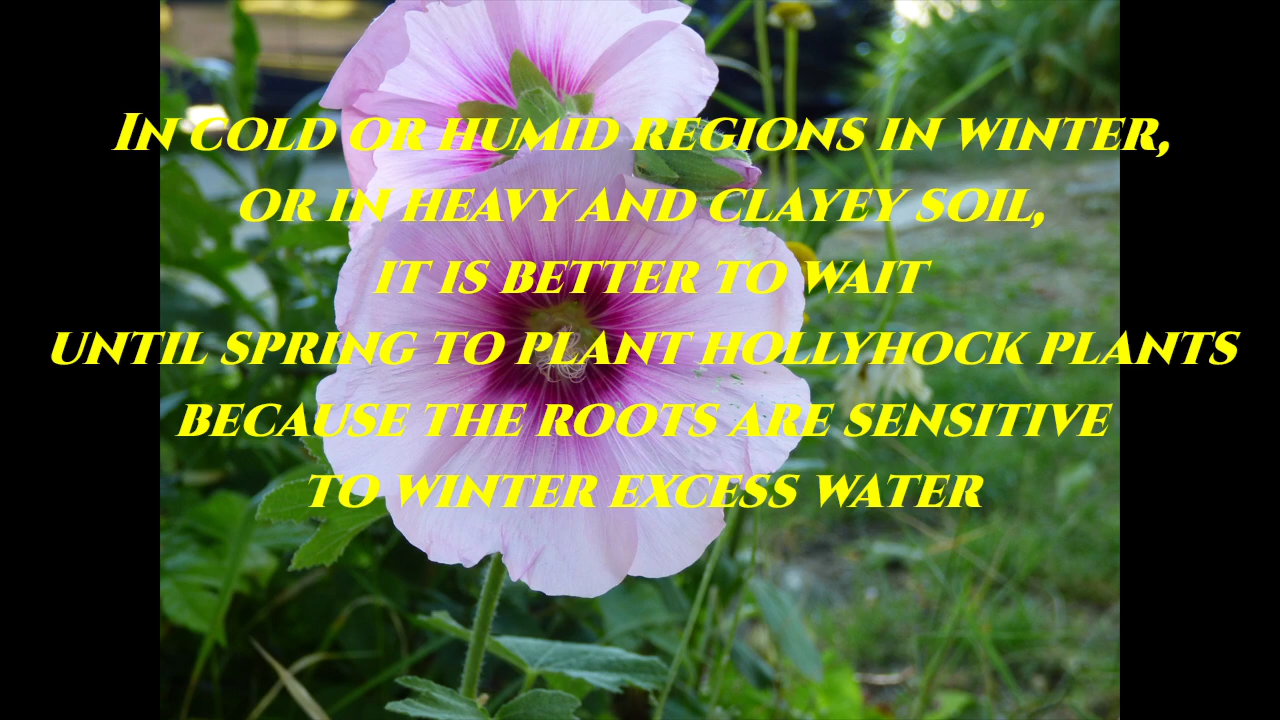 In cold or humid regions in winter,
or in heavy and clayey soil,
it is better to wait
until spring to plant hollyhock plants
because the roots are sensitive
to winter excess water